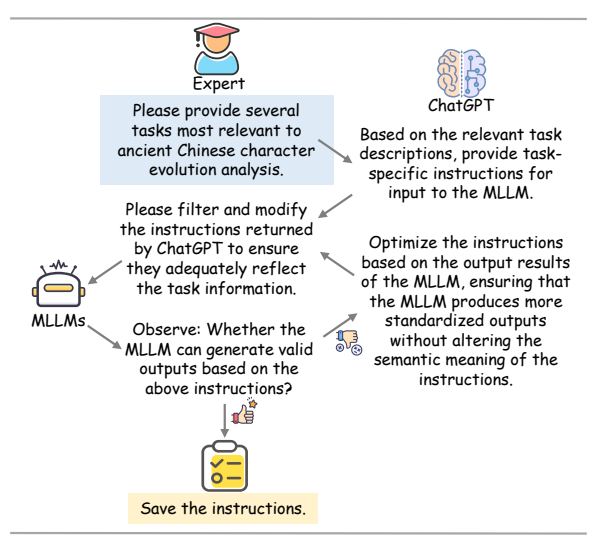 Expert
Please provide several
tasks most relevant to
ancient Chinese character
evolution analysis.
ChatGPT
Based on the relevant task
descriptions, provide task-
specific instructions for
input to the MLLM.
Please filter and modify
the instructions returned
by ChatGPT to ensure
they adequately reflect
the task information.
MLLMs
Observe: Whether the
MLLM can generate valid
outputs based on the
above instructions?
Optimize the instructions
based on the output results
of the MLLM, ensuring that
the MLLM produces more
standardized outputs
without altering the
semantic meaning of the
instructions.
Save the instructions.